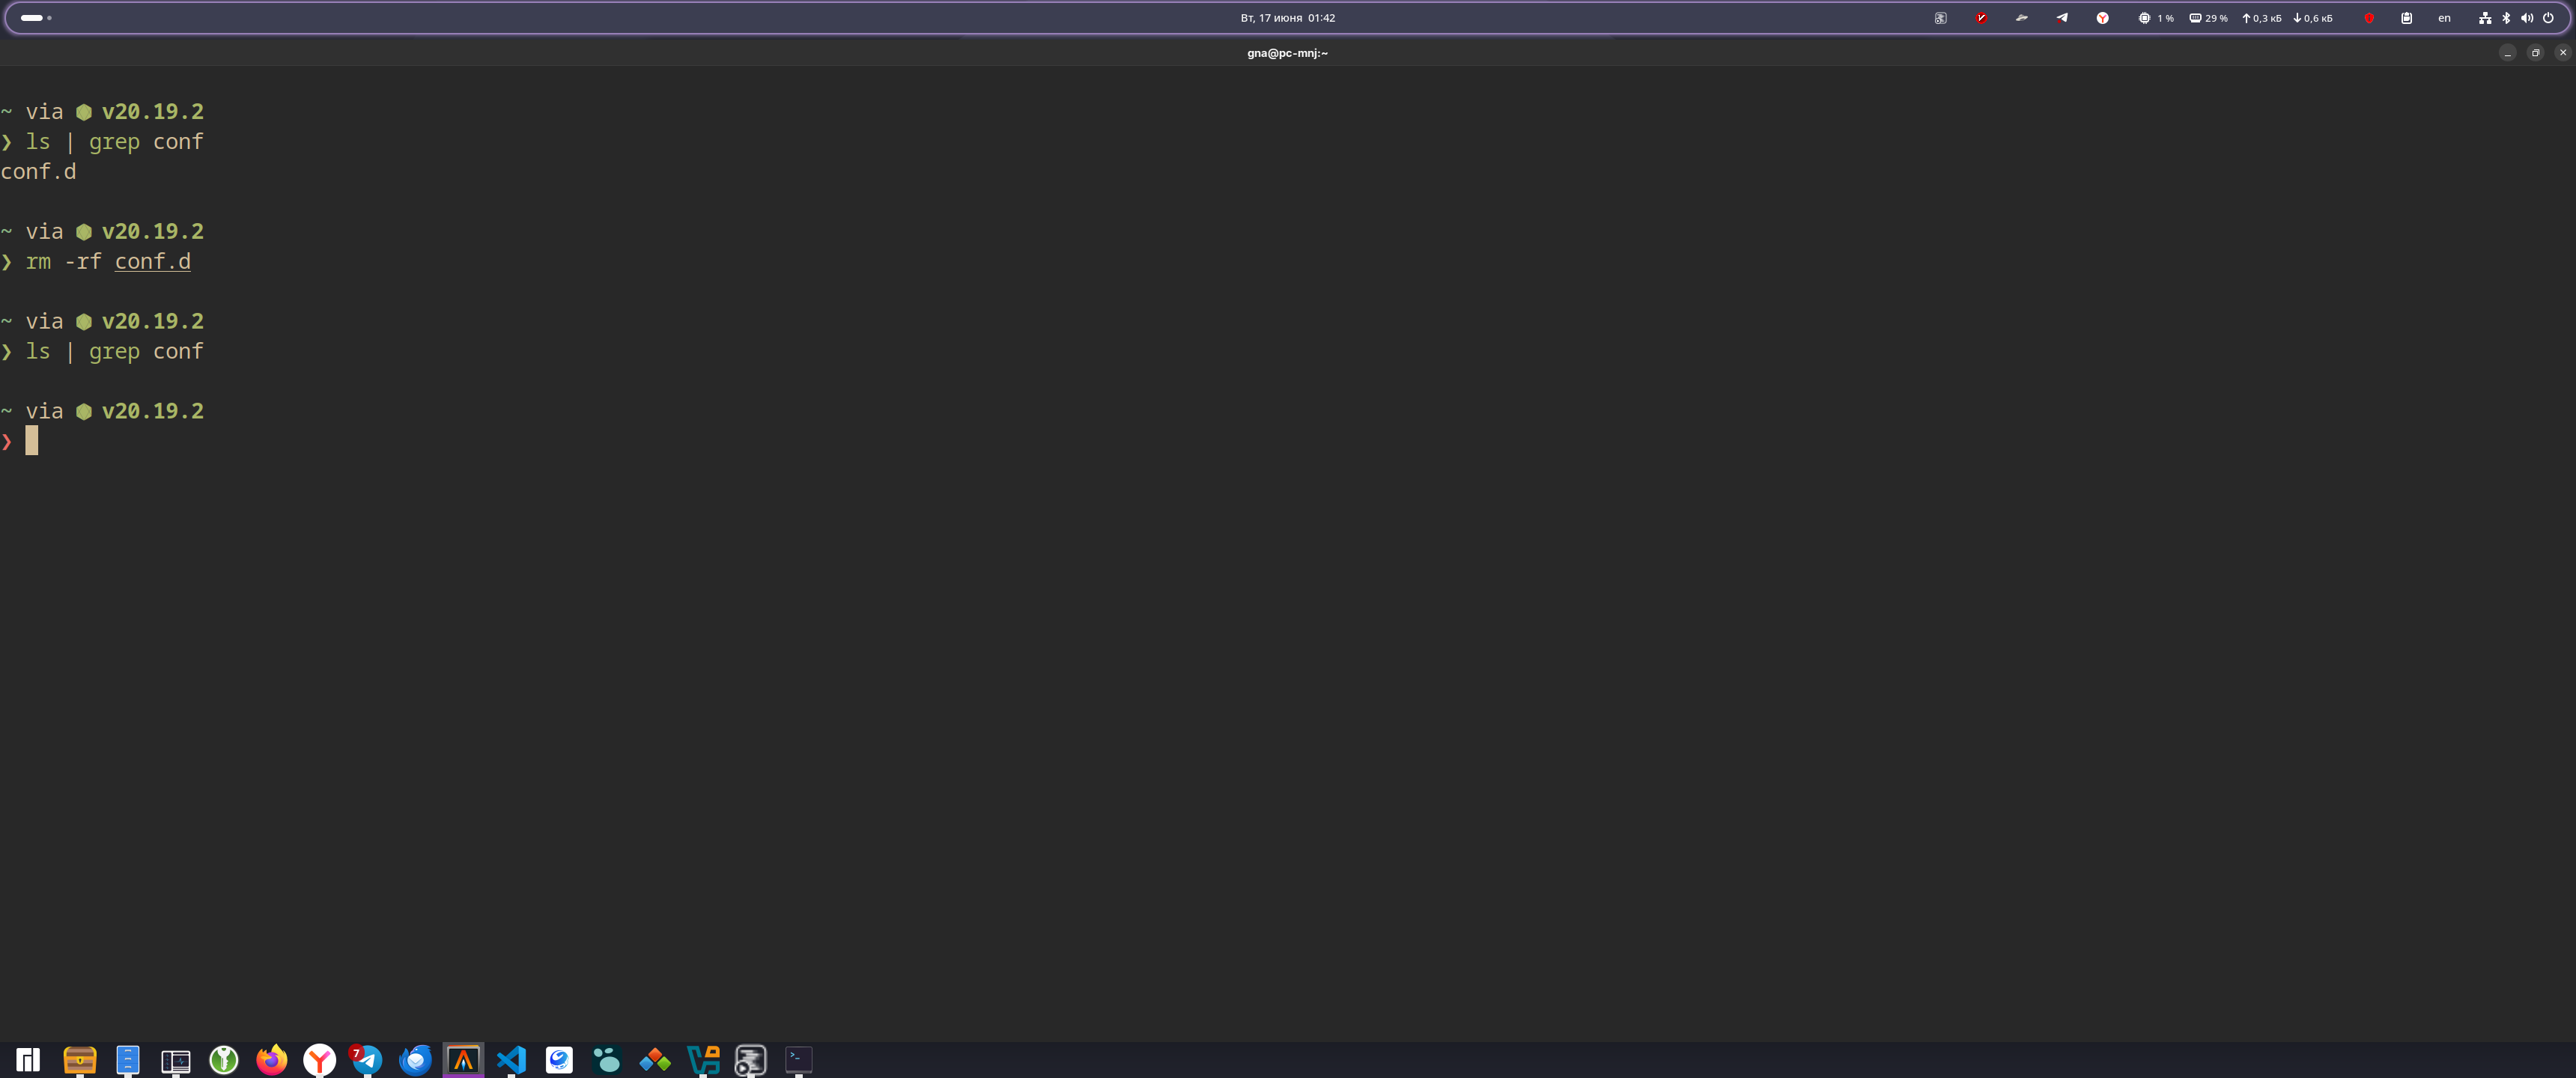 Вт, 17 июня 01:42
1 %
29 %
0,3 кБ
0,6 кБ
en
gna@pc-mnj:~
~ via v20.19.2
❯ ls | grep conf
conf.d
~ via v20.19.2
❯ rm -rf conf.d
~ via v20.19.2
❯ ls | grep conf
~ via v20.19.2
❯
7